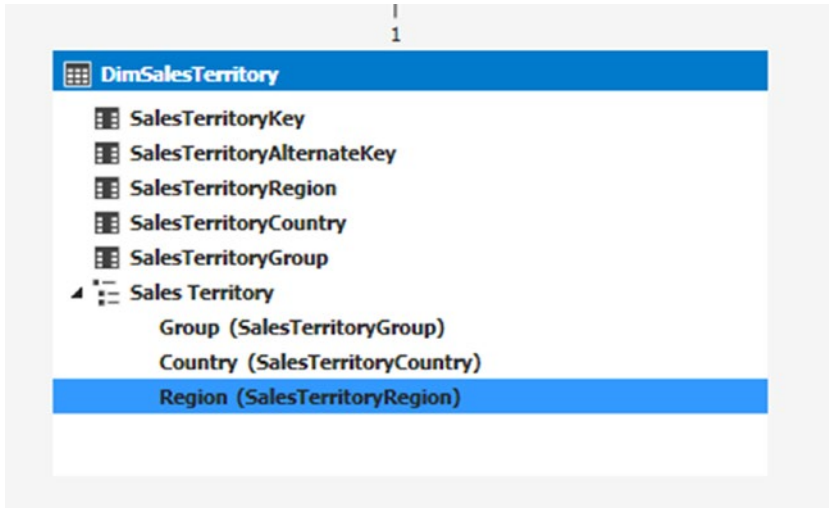 1
DimSalesTerritory
SalesTerritoryKey
SalesTerritoryAlternateKey
SalesTerritoryRegion
SalesTerritoryCountry
SalesTerritoryGroup
Sales Territory
Group (SalesTerritoryGroup)
Country (SalesTerritoryCountry)
Region (SalesTerritoryRegion)